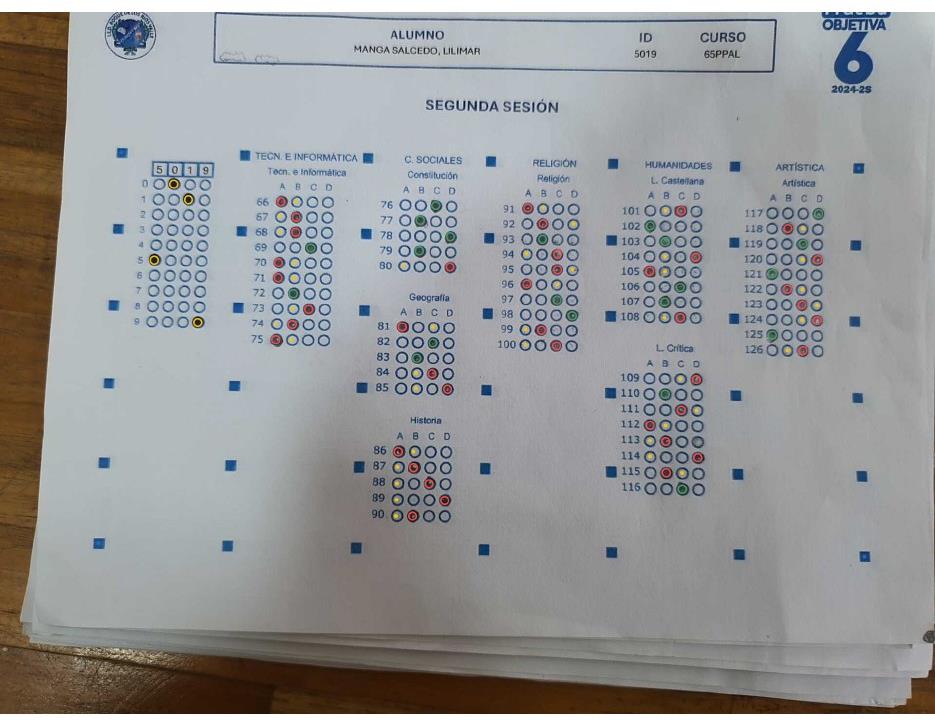 OBJETIVA
6
2024-2S
ALUMNO
MANGA SALCEDO, LILIMAR
ID
5019
CURSO
65PPAL
SEGUNDA SESIÓN
5 0 1 9
0
1
2
3
4
5
6
7
8
9
TECN. E INFORMÁTICA
Tecn. e Informática
A B C D
66
67
68
69
70
71
72
73
74
75
C. SOCIALES
Constitución
A B C D
76
77
78
79
80
Geografía
A B C D
81
82
83
84
85
Historia
A B C D
86
87
88
89
90
RELIGIÓN
Religión
A B C D
91
92
93
94
95
96
97
98
99
100
HUMANIDADES
L. Castellana
A B C D
101
102
103
104
105
106
107
108
L. Crítica
A B C D
109
110
111
112
113
114
115
116
ARTÍSTICA
Artística
A B C D
117
118
119
120
121
122
123
124
125
126